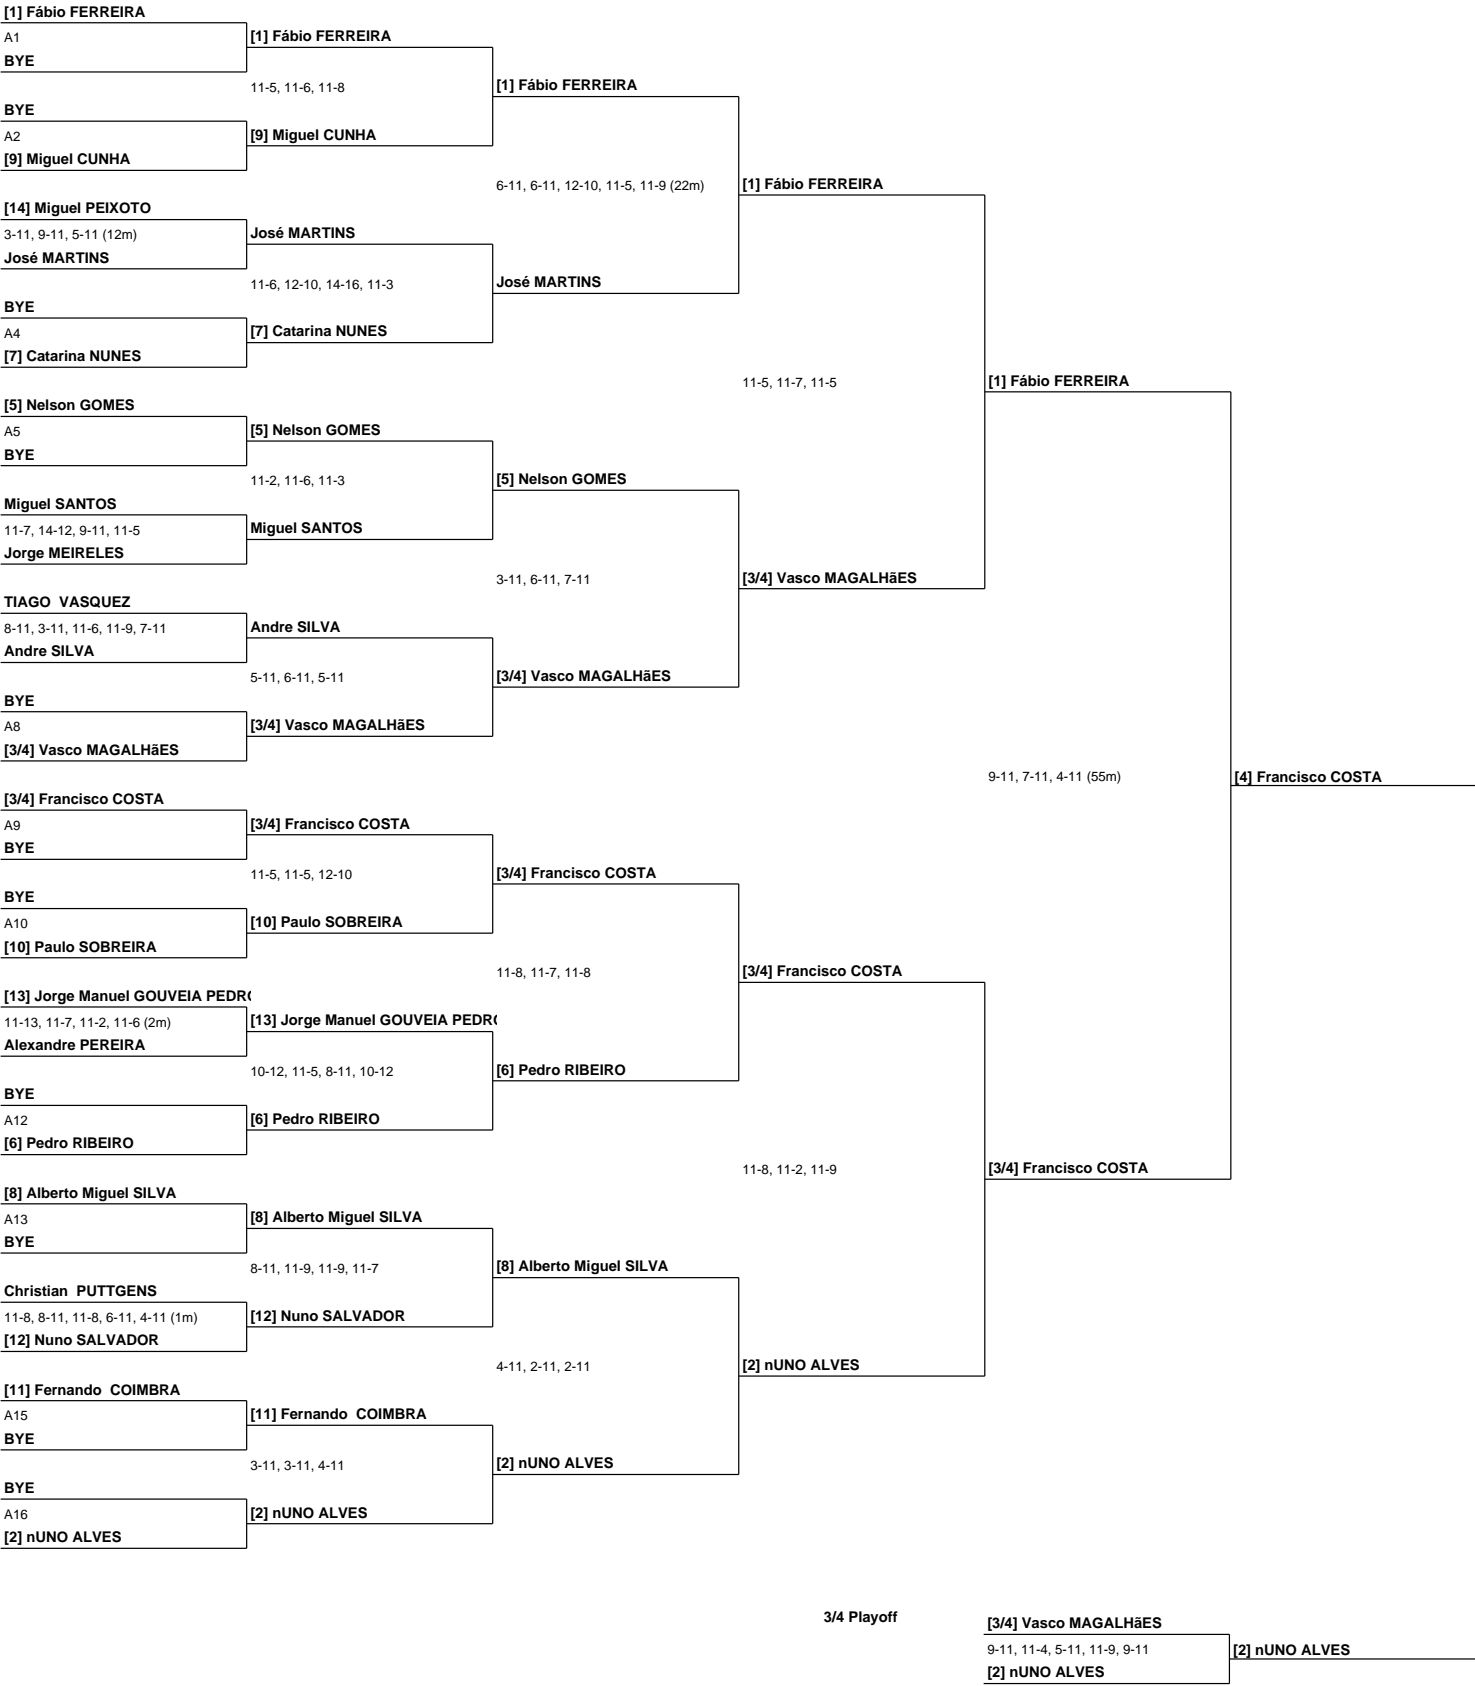 [1] Fábio FERREIRA
A1
BYE
BYE
A2
[9] Miguel CUNHA
[14] Miguel PEIXOTO
3-11, 9-11, 5-11 (12m)
José MARTINS
BYE
A4
[7] Catarina NUNES
[5] Nelson GOMES
A5
BYE
Miguel SANTOS
11-7, 14-12, 9-11, 11-5
Jorge MEIRELES
TIAGO  VASQUEZ
8-11, 3-11, 11-6, 11-9, 7-11
Andre SILVA
BYE
A8
[3/4] Vasco MAGALHãES
[3/4] Francisco COSTA
A9
BYE
BYE
A10
[10] Paulo SOBREIRA
[13] Jorge Manuel GOUVEIA PEDR
11-13, 11-7, 11-2, 11-6 (2m)
Alexandre PEREIRA
BYE
A12
[6] Pedro RIBEIRO
[8] Alberto Miguel SILVA
A13
BYE
Christian  PUTTGENS
11-8, 8-11, 11-8, 6-11, 4-11 (1m)
[12] Nuno SALVADOR
[11] Fernando  COIMBRA
A15
BYE
BYE
A16
[2] nUNO ALVES
[1] Fábio FERREIRA
11-5, 11-6, 11-8
[9] Miguel CUNHA
José MARTINS
11-6, 12-10, 14-16, 11-3
[7] Catarina NUNES
[5] Nelson GOMES
11-2, 11-6, 11-3
Miguel SANTOS
Andre SILVA
5-11, 6-11, 5-11
[3/4] Vasco MAGALHãES
[3/4] Francisco COSTA
11-5, 11-5, 12-10
[10] Paulo SOBREIRA
[13] Jorge Manuel GOUVEIA PEDR
10-12, 11-5, 8-11, 10-12
[6] Pedro RIBEIRO
[8] Alberto Miguel SILVA
8-11, 11-9, 11-9, 11-7
[12] Nuno SALVADOR
[11] Fernando  COIMBRA
3-11, 3-11, 4-11
[2] nUNO ALVES
[1] Fábio FERREIRA
6-11, 6-11, 12-10, 11-5, 11-9 (22m)
José MARTINS
[5] Nelson GOMES
3-11, 6-11, 7-11
[3/4] Vasco MAGALHãES
[3/4] Francisco COSTA
11-8, 11-7, 11-8
[6] Pedro RIBEIRO
[8] Alberto Miguel SILVA
4-11, 2-11, 2-11
[2] nUNO ALVES
[1] Fábio FERREIRA
11-5, 11-7, 11-5
[3/4] Vasco MAGALHãES
[3/4] Francisco COSTA
11-8, 11-2, 11-9
[2] nUNO ALVES
[1] Fábio FERREIRA
9-11, 7-11, 4-11 (55m)
[3/4] Francisco COSTA
[4] Francisco COSTA
3/4 Playoff
[3/4] Vasco MAGALHãES
9-11, 11-4, 5-11, 11-9, 9-11
[2] nUNO ALVES
[2] nUNO ALVES